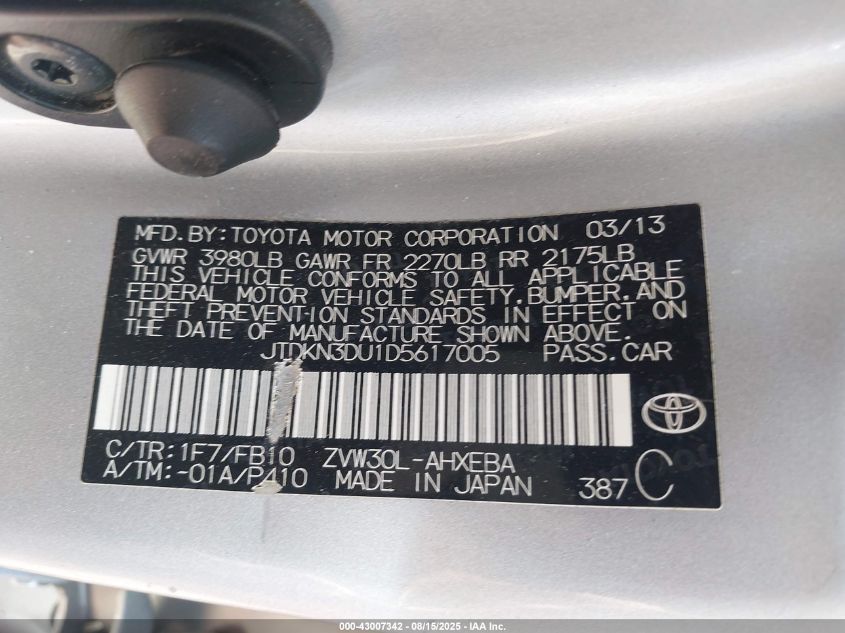 MFD. BY: TOYOTA MOTOR CORPORATION 03/13
GVWR 3980LB GAWR FR 2270LB RR 2175LB
THIS VEHICLE CONFORMS TO ALL APPLICABLE
FEDERAL MOTOR VEHICLE SAFETY, BUMPER, AND
THEFT PREVENTION STANDARDS IN EFFECT ON
THE DATE OF MANUFACTURE SHOWN ABOVE.
JTDKN3DU1D5617005 PASS. CAR
C/TR: 1F7/FB10 ZVW30L-AHXEBA
A/TM: -01A/P410 MADE IN JAPAN 387 C
000-43007342 - 08/15/2025 - IAA Inc.